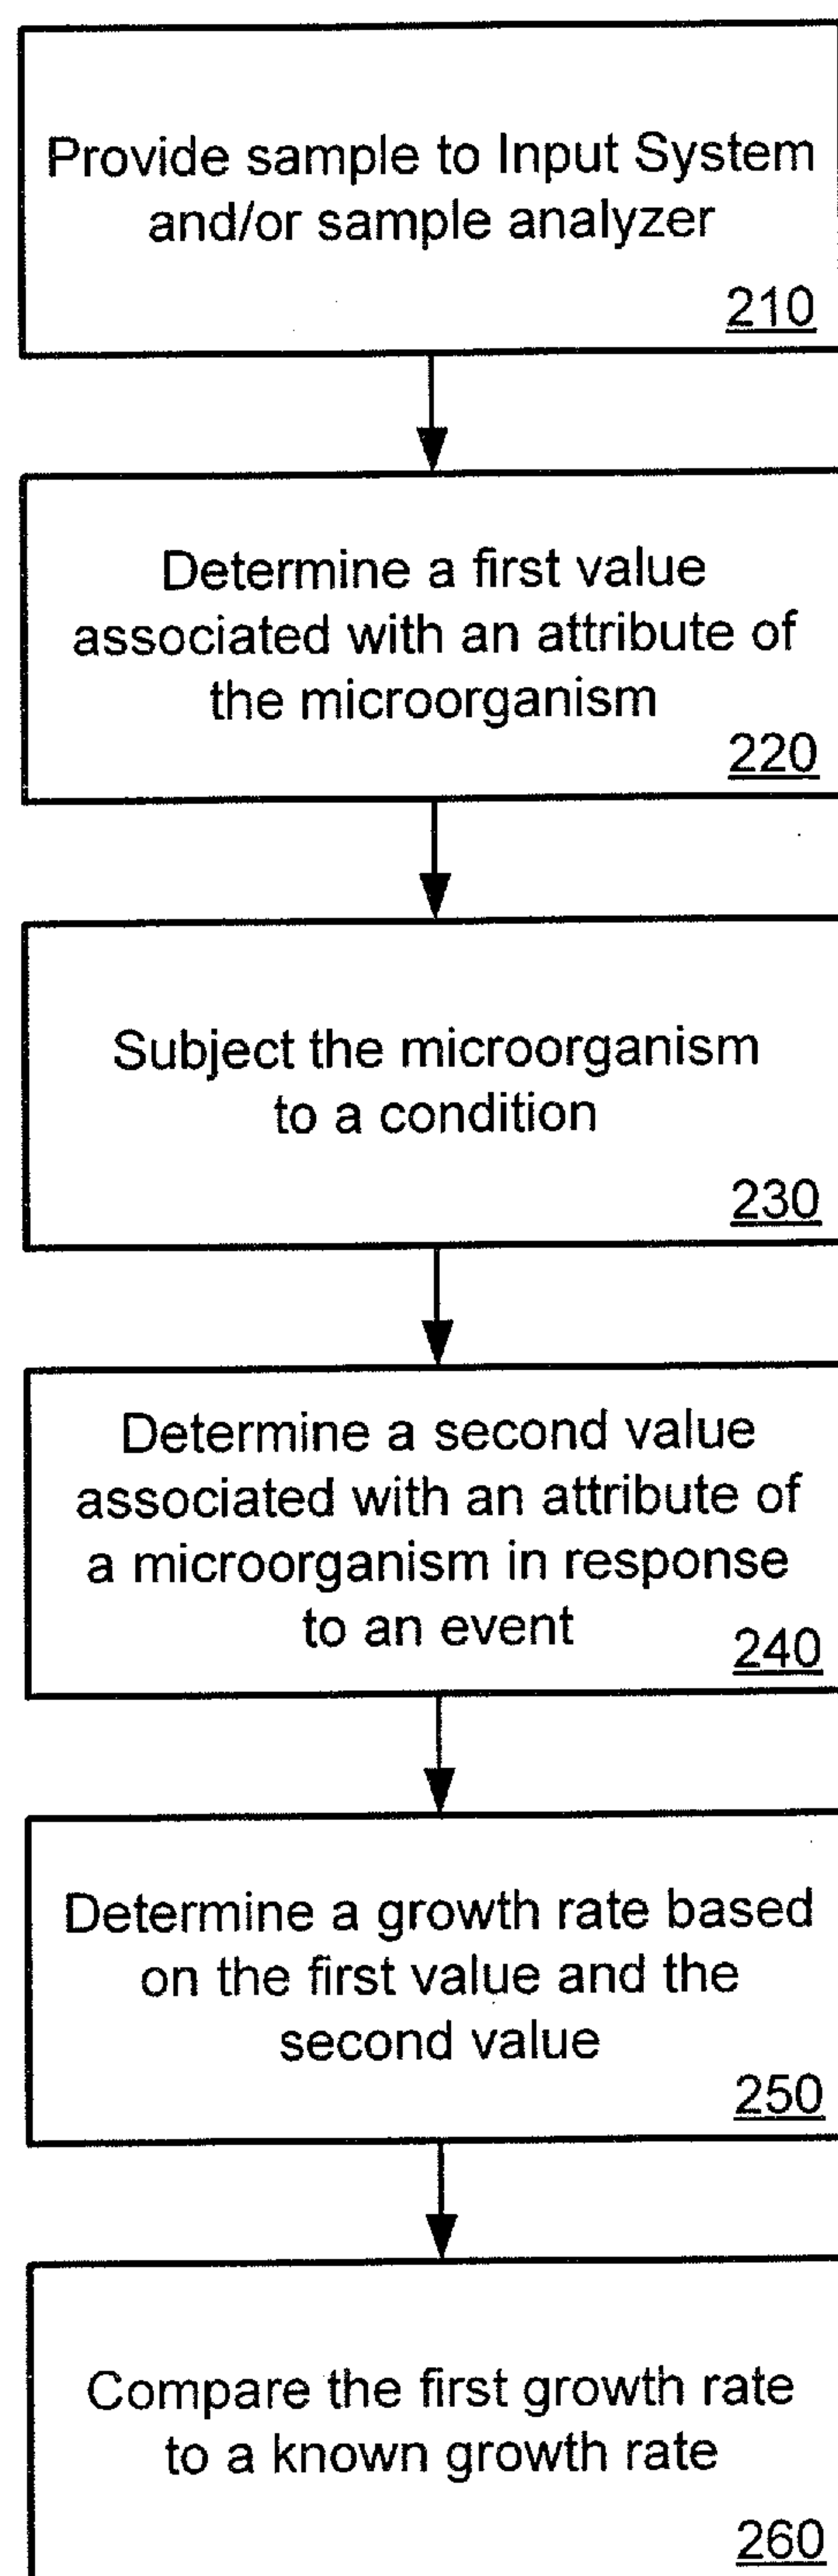 Provide sample to Input System
and/or sample analyzer
210
Determine a first value
associated with an attribute of
the microorganism
220
Subject the microorganism
to a condition
230
Determine a second value
associated with an attribute of
a microorganism in response
to an event
240
Determine a growth rate based
on the first value and the
second value
250
Compare the first growth rate
to a known growth rate
260